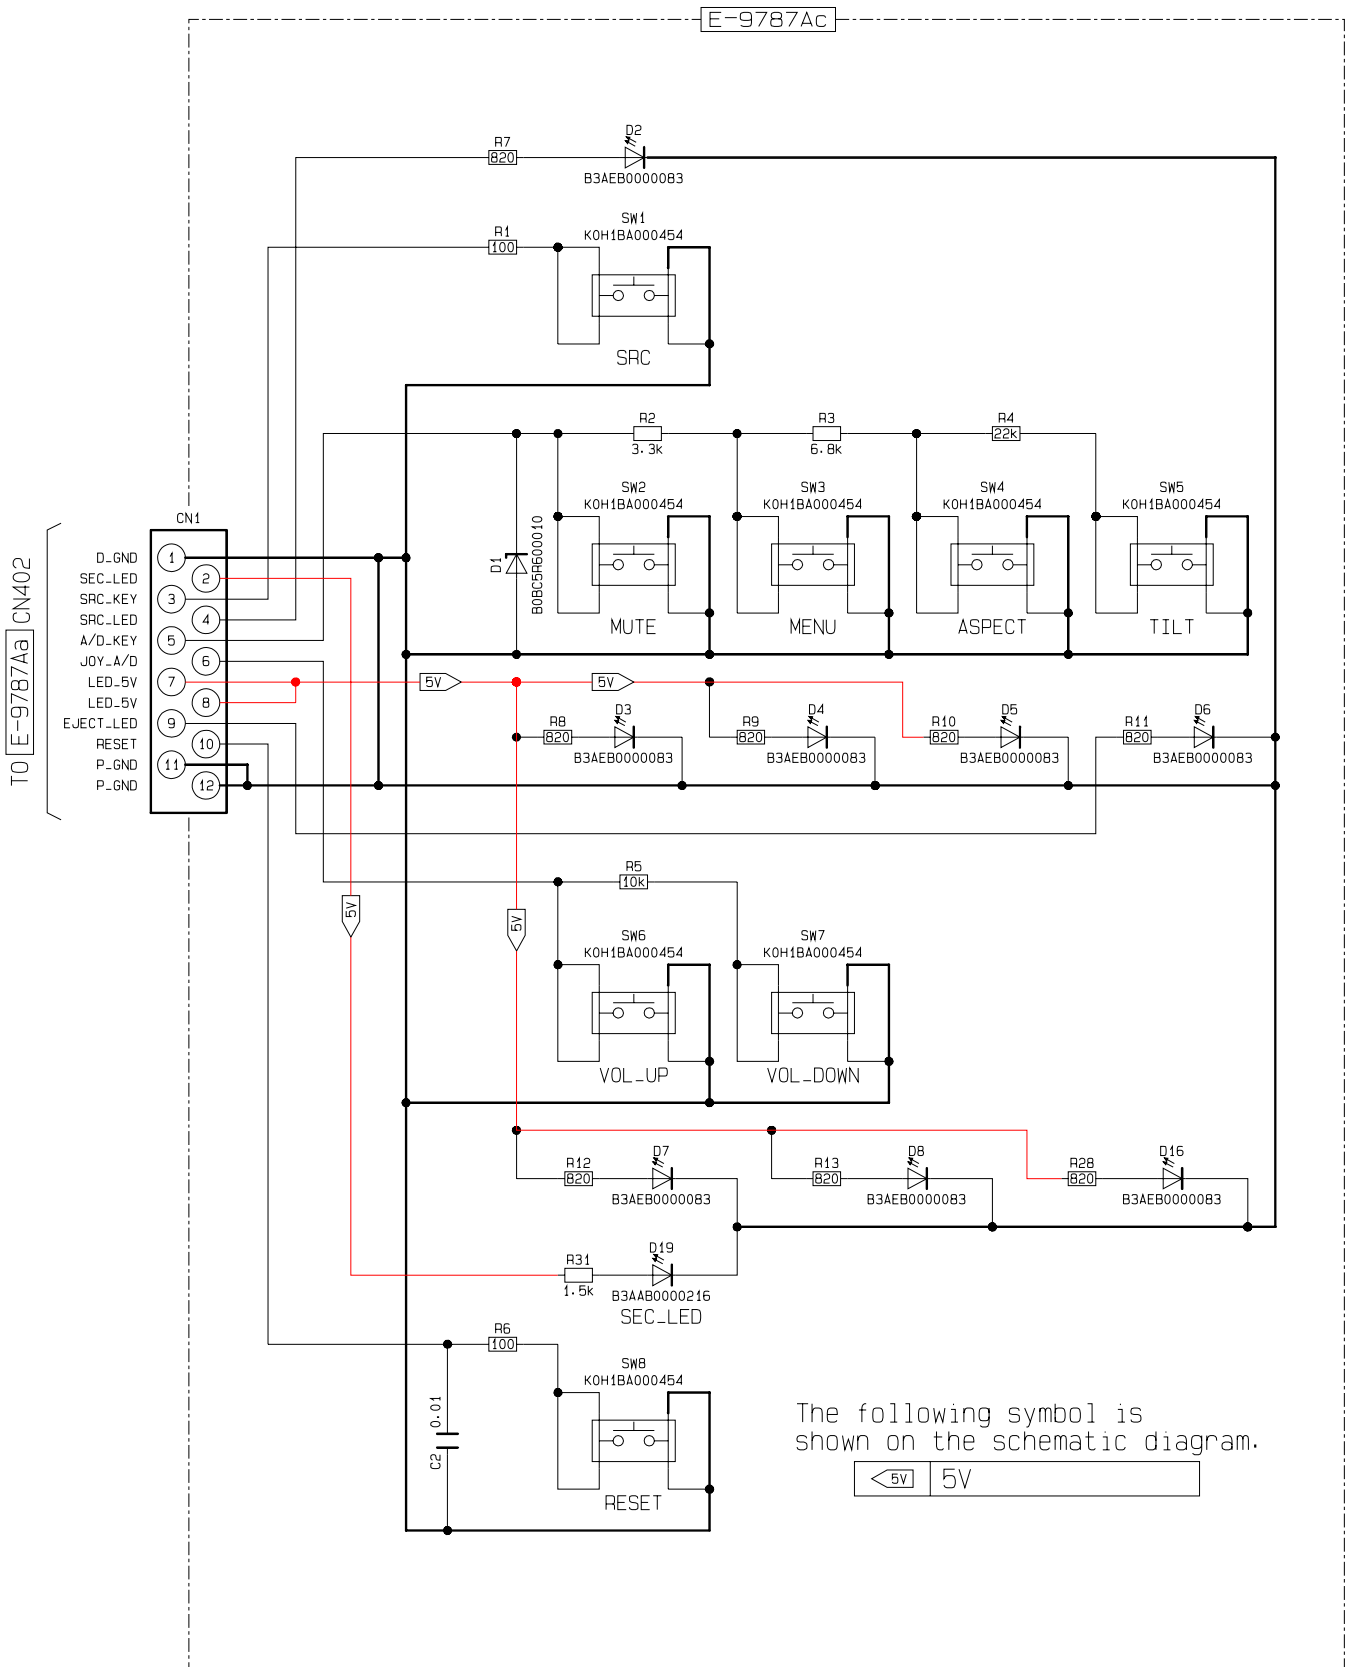 E-9787Ac
D2
R7
820
B3AEB0000083
SW1
K0H1BA000454
R1
100
SRC
R2
3.3k
R3
6.8k
R4
22k
SW2
K0H1BA000454
SW3
K0H1BA000454
SW4
K0H1BA000454
SW5
K0H1BA000454
D1
B0BC5R600010
MUTE
MENU
ASPECT
TILT
TO E-9787Aa CN402
CN1
D_GND 1
SEC_LED 2
SRC_KEY 3
SRC_LED 4
A/D_KEY 5
JOY_A/D 6
LED_5V 7
LED_5V 8
EJECT_LED 9
RESET 10
P_GND 11
P_GND 12
5V
5V
R8
820
D3
B3AEB0000083
R9
820
D4
B3AEB0000083
R10
820
D5
B3AEB0000083
R11
820
D6
B3AEB0000083
R5
10k
5V
5V
SW6
K0H1BA000454
SW7
K0H1BA000454
VOL_UP
VOL_DOWN
R12
820
D7
B3AEB0000083
R13
820
D8
B3AEB0000083
R28
820
D16
B3AEB0000083
R31
1.5k
D19
B3AAB0000216
SEC_LED
R6
100
SW8
K0H1BA000454
C2 0.01
RESET
The following symbol is
shown on the schematic diagram.
5V 5V